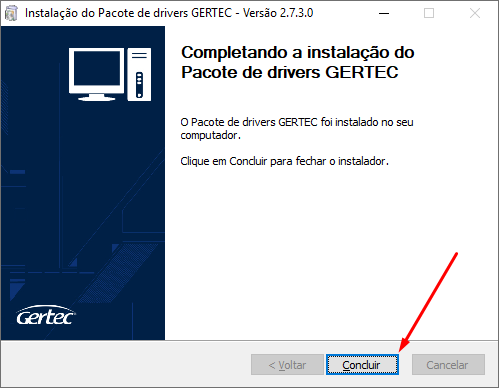 Instalação do Pacote de drivers GERTEC - Versão 2.7.3.0
Completando a instalação do
Pacote de drivers GERTEC
O Pacote de drivers GERTEC foi instalado no seu
computador.
Clique em Concluir para fechar o instalador.
Gertec
< Voltar
Concluir
Cancelar